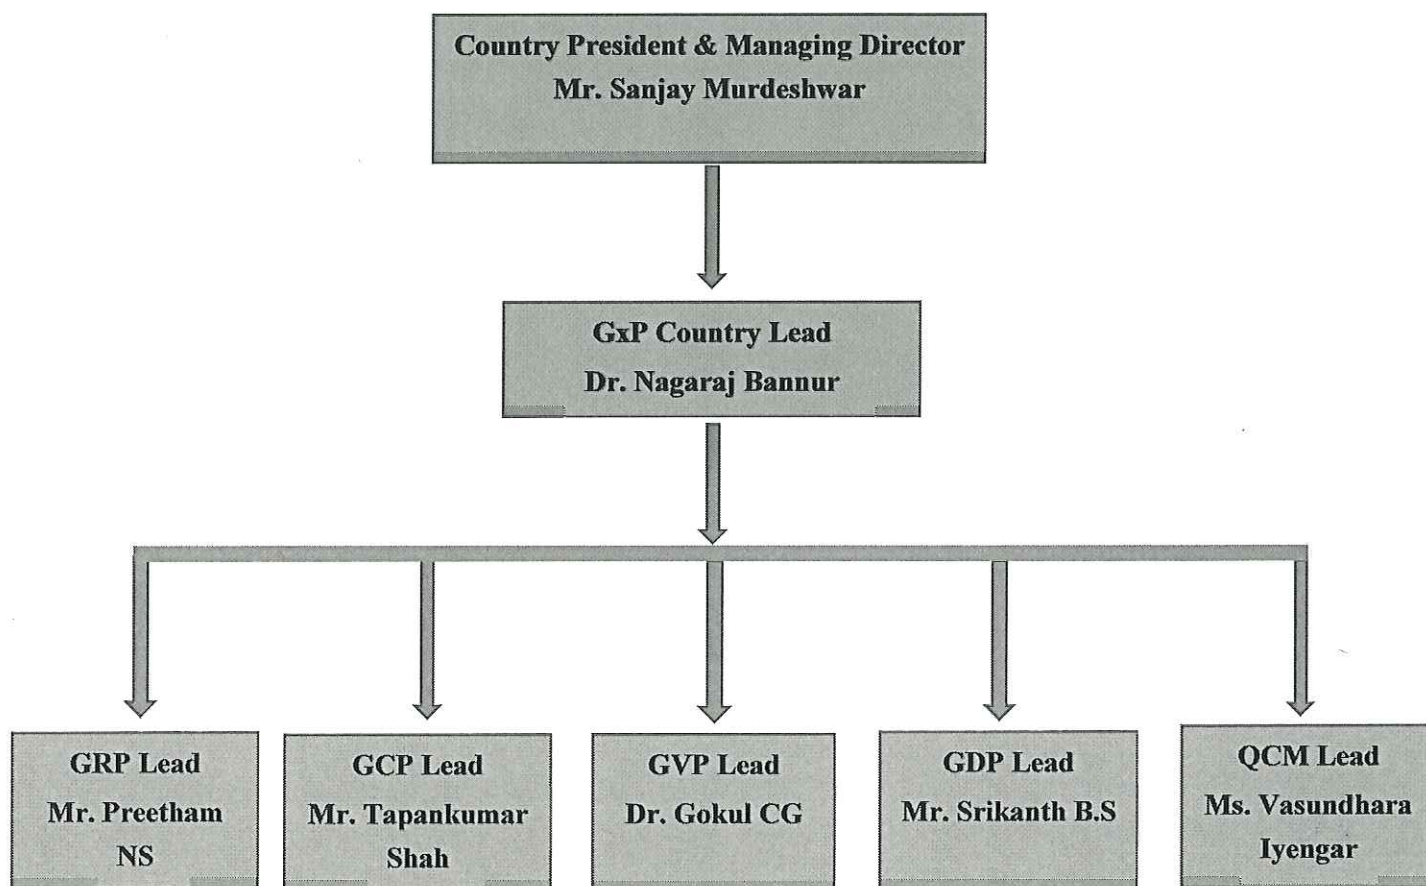 Country President & Managing Director
Mr. Sanjay Murdeshwar
GxP Country Lead
Dr. Nagaraj Bannur
GRP Lead
Mr. Preetham
NS
GCP Lead
Mr. Tapankumar
Shah
GVP Lead
Dr. Gokul CG
GDP Lead
Mr. Srikanth B.S
QCM Lead
Ms. Vasundhara
Iyengar